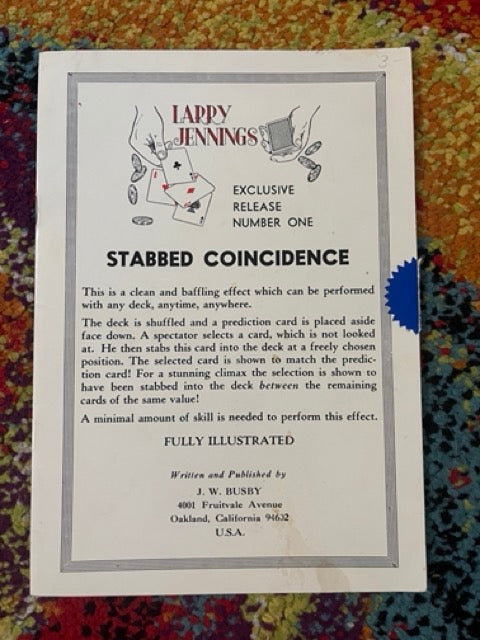 3-
LARRY
JENNINGS
EXCLUSIVE
RELEASE
NUMBER ONE
STABBED COINCIDENCE
This is a clean and baffling effect which can be performed
with any deck, anytime, anywhere.
The deck is shuffled and a prediction card is placed aside
face down. A spectator selects a card, which is not looked
at. He then stabs this card into the deck at a freely chosen
position. The selected card is shown to match the predic-
tion card! For a stunning climax the selection is shown to
have been stabbed into the deck between the remaining
cards of the same value!
A minimal amount of skill is needed to perform this effect.
FULLY ILLUSTRATED
Written and Published by
J. W. BUSBY
4001 Fruitvale Avenue
Oakland, California 94602
U.S.A.